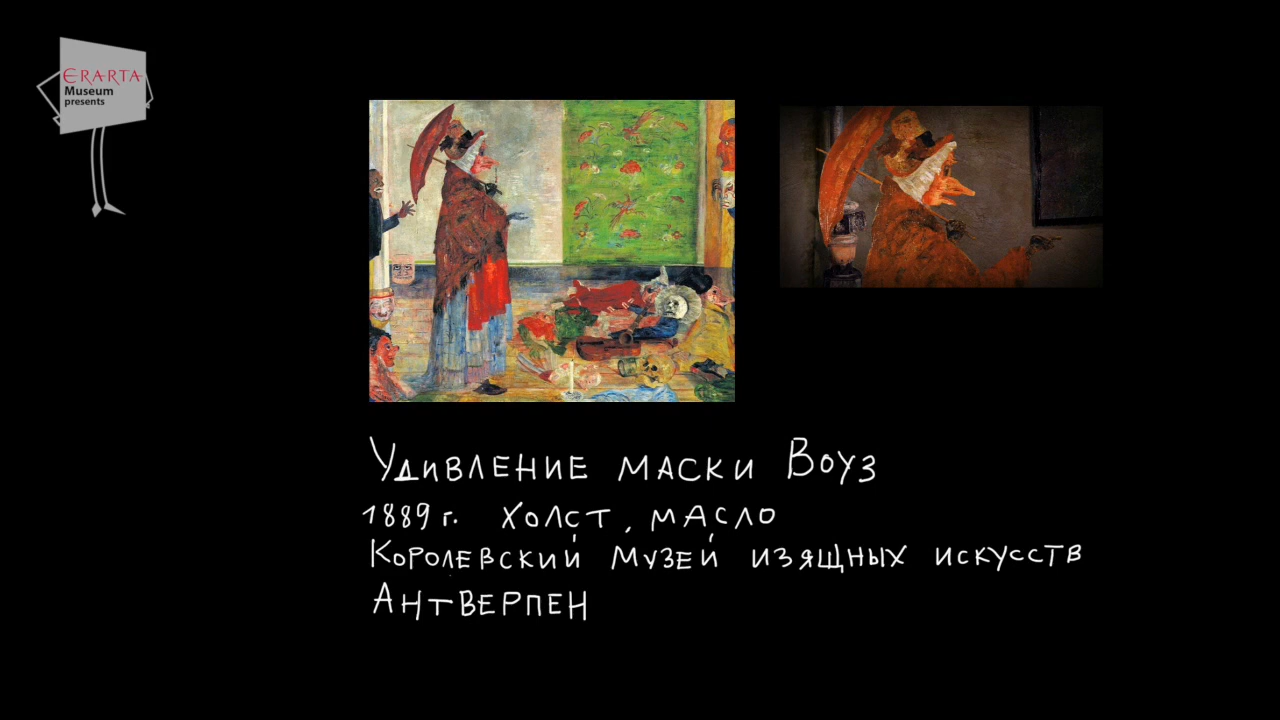 ERARTA
Museum
presents
Удивление маски Воуз
1889 г. холст, масло
Королевский музей изящных искусств
Антверпен